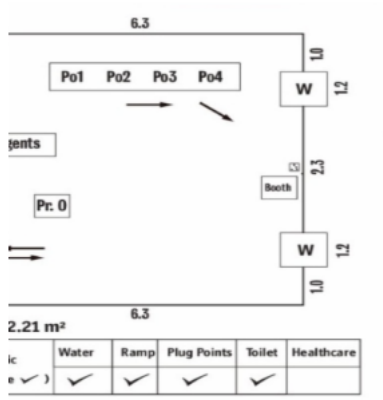 6.3
1.0
Po1 Po2 Po3 Po4
W
1.2
gents
2.3
Booth
Pr. O
W
1.2
1.0
6.3
2.21 m²
ic Water Ramp Plug Points Toilet Healthcare
e ✓ ) ✓ ✓ ✓ ✓